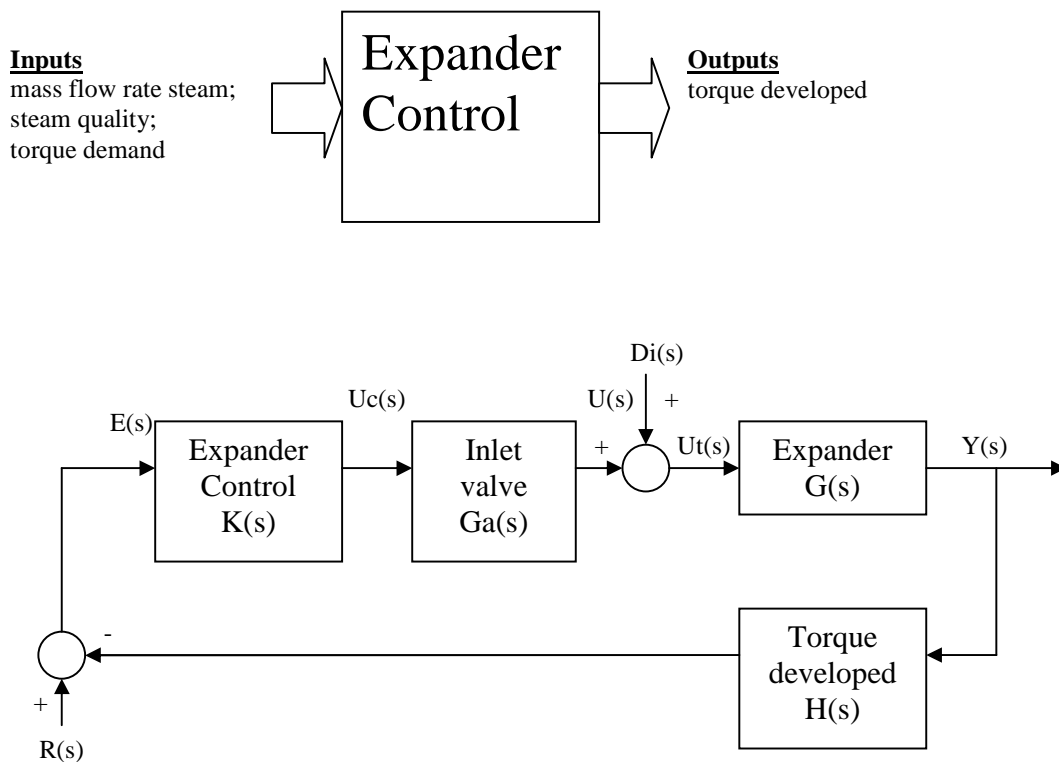 Inputs
mass flow rate steam;
steam quality;
torque demand
Expander
Control
Outputs
torque developed
Di(s)
E(s)
Uc(s)
U(s)
+
Expander
Control
K(s)
Inlet
valve
Ga(s)
+
Ut(s)
Expander
G(s)
Y(s)
-
+
R(s)
Torque
developed
H(s)